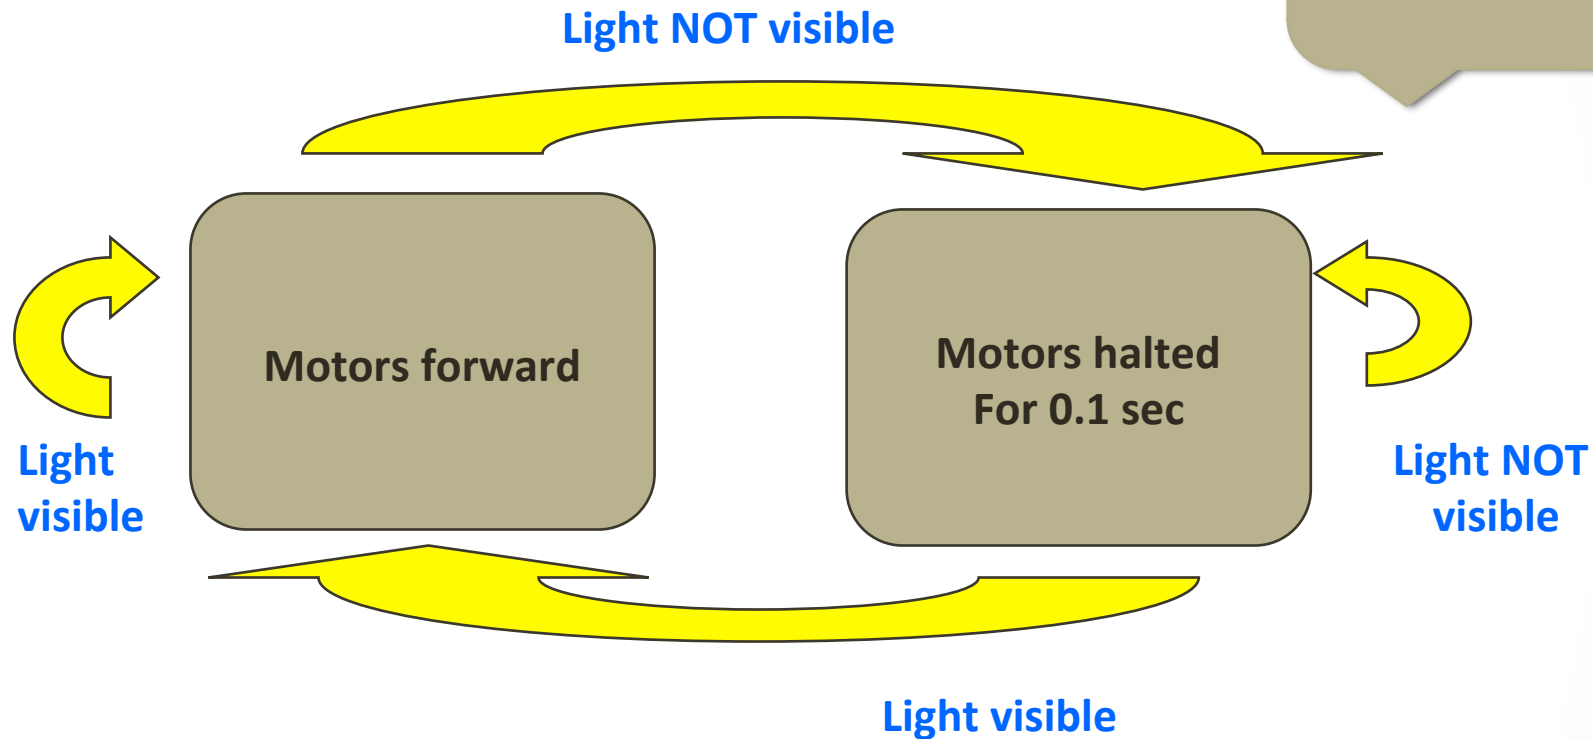 Light NOT visible
Motors forward
Motors halted
For 0.1 sec
Light
visible
Light NOT
visible
Light visible